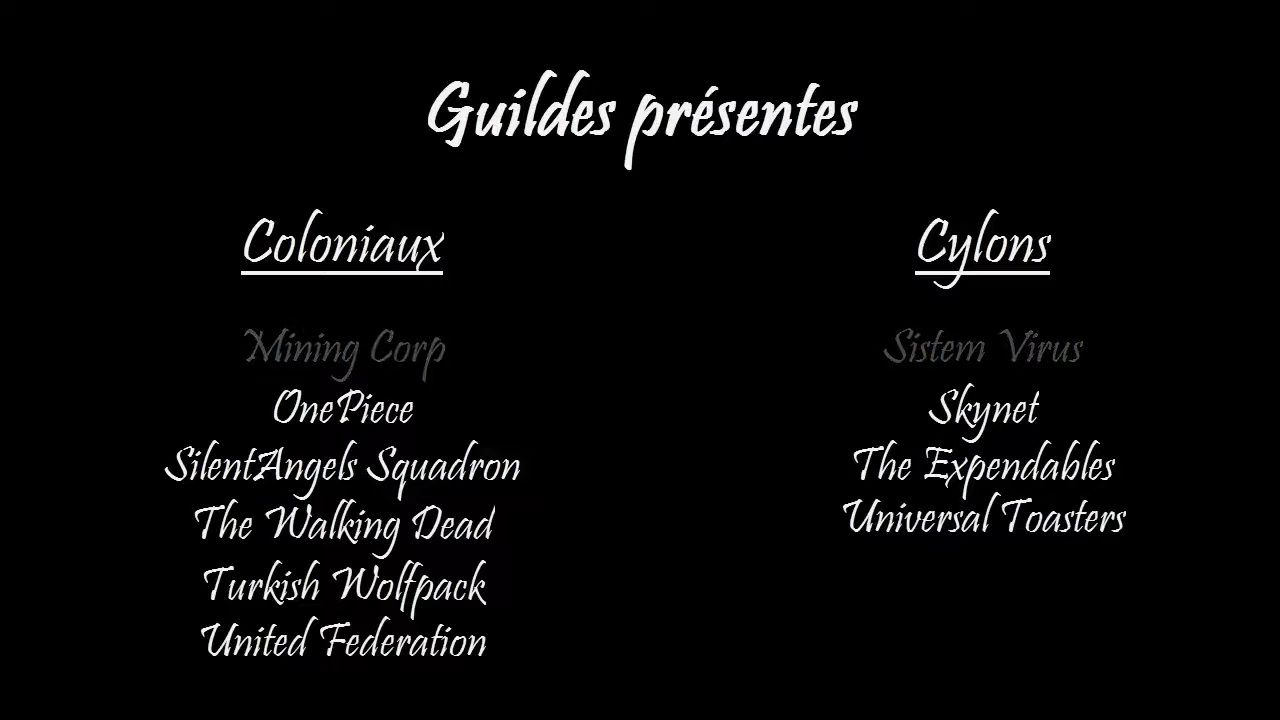 Guildes présentes
Coloniaux
Mining Corp
OnePiece
SilentAngels Squadron
The Walking Dead
Turkish Wolfpack
United Federation
Cylons
Sistem Virus
Skynet
The Expendables
Universal Toasters